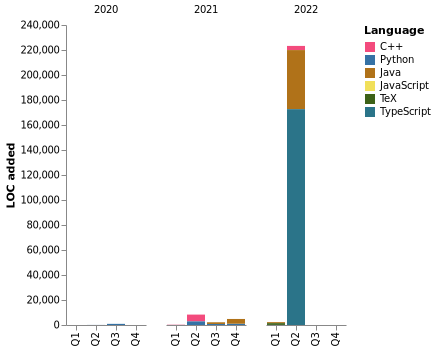 2020 2021 2022
Language
C++
Python
Java
JavaScript
TeX
TypeScript
LOC added
240,000
220,000
200,000
180,000
160,000
140,000
120,000
100,000
80,000
60,000
40,000
20,000
0
Q1 Q2 Q3 Q4 Q1 Q2 Q3 Q4 Q1 Q2 Q3 Q4